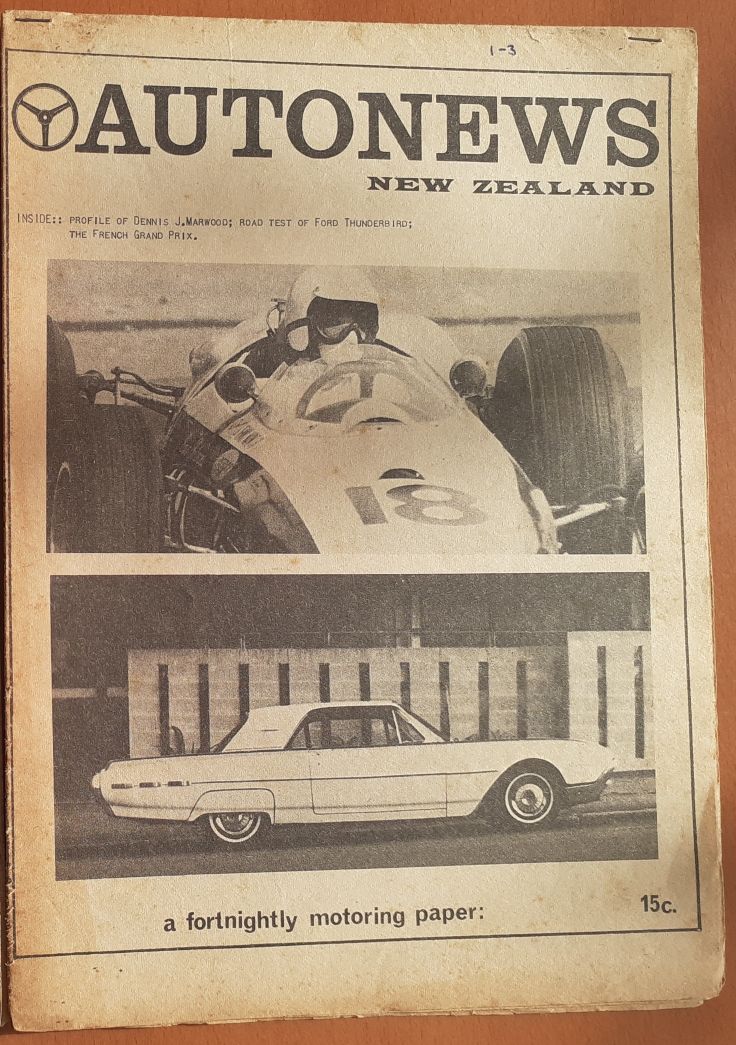 1-3
AUTONEWS
NEW ZEALAND
INSIDE:: PROFILE OF DENNIS J.MARWOOD; ROAD TEST OF FORD THUNDERBIRD;
THE FRENCH GRAND PRIX.
18
a fortnightly motoring paper:
15c.